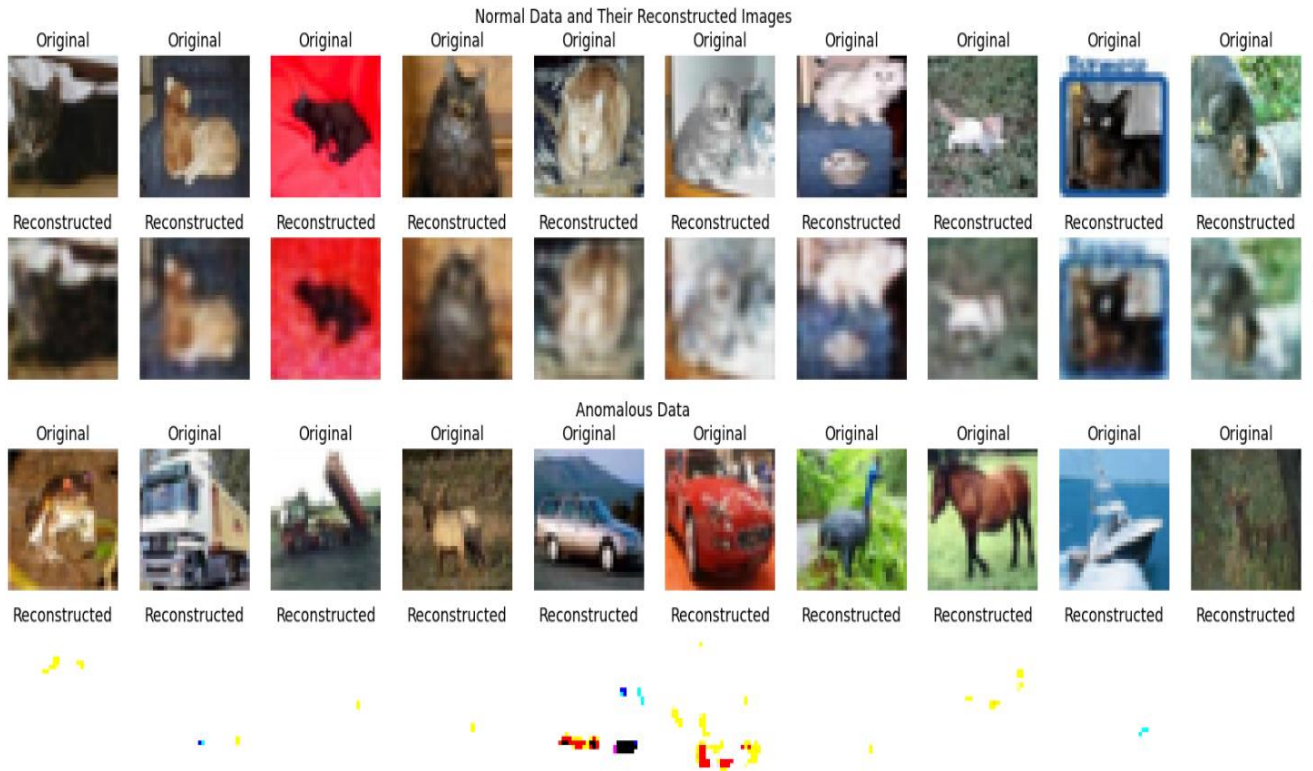 Normal Data and Their Reconstructed Images
Original Original Original Original Original Original Original Original Original Original
Reconstructed Reconstructed Reconstructed Reconstructed Reconstructed Reconstructed Reconstructed Reconstructed Reconstructed Reconstructed
Anomalous Data
Original Original Original Original Original Original Original Original Original Original
Reconstructed Reconstructed Reconstructed Reconstructed Reconstructed Reconstructed Reconstructed Reconstructed Reconstructed Reconstructed